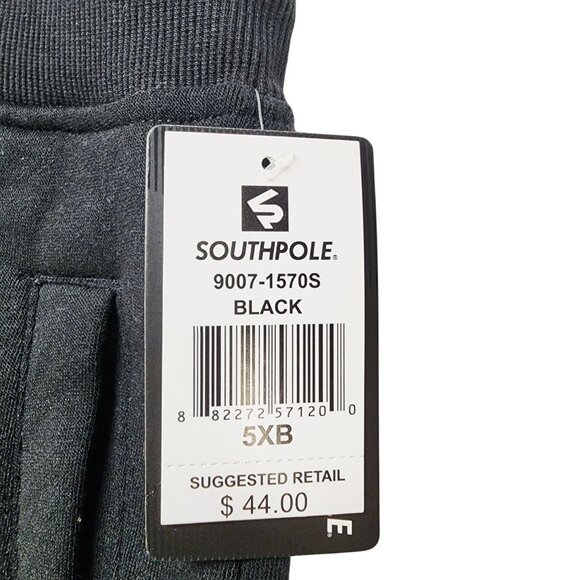 SOUTHPOLE®
9007-1570S
BLACK
8 82272 57120 0
5XB
SUGGESTED RETAIL
$ 44.00
E